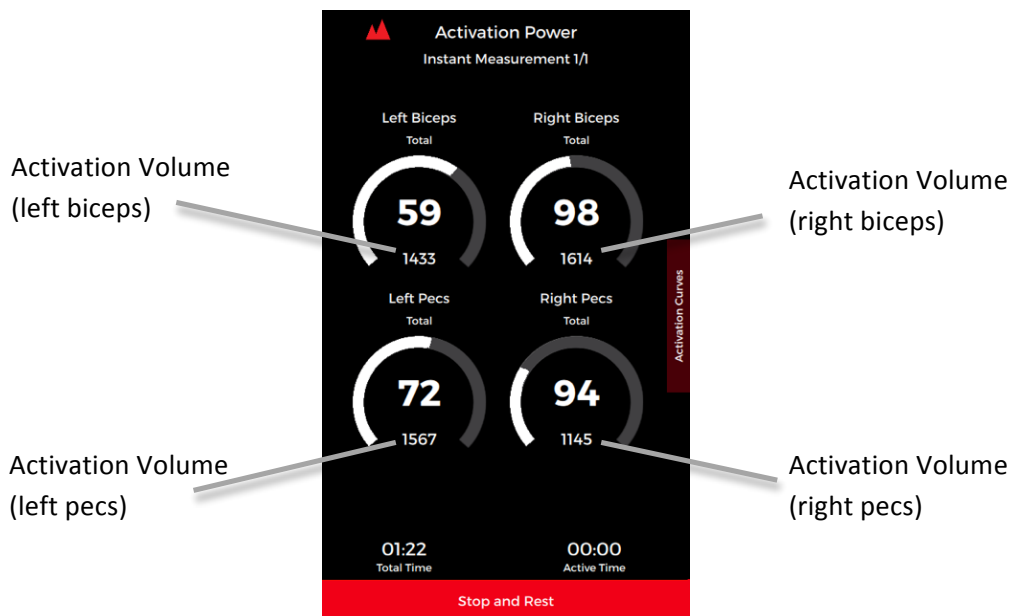 Activation Power
Instant Measurement 1/1
Left Biceps
Total
59
1433
Right Biceps
Total
98
1614
Activation Volume
(left biceps)
Activation Volume
(right biceps)
Left Pecs
Total
72
1567
Right Pecs
Total
94
1145
Activation Curves
Activation Volume
(left pecs)
Activation Volume
(right pecs)
01:22
Total Time
00:00
Active Time
Stop and Rest